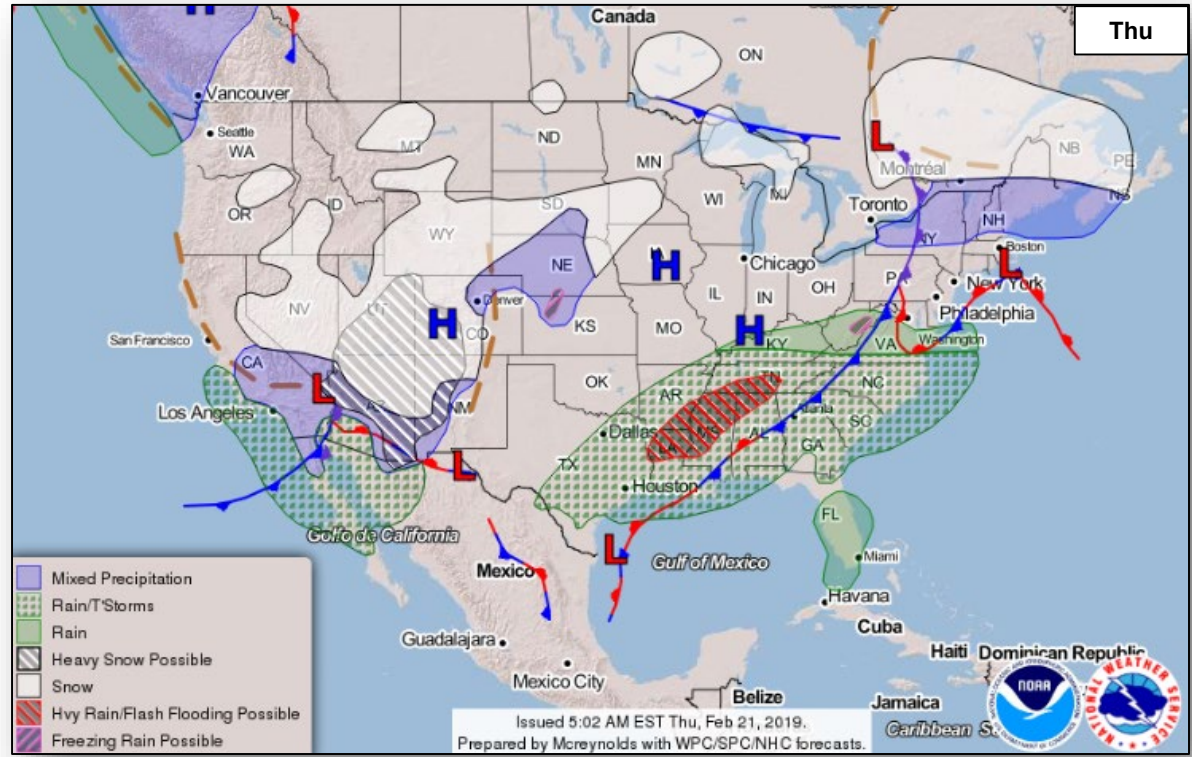 Thu
Canada
ON
Vancouver
Seattle
WA
MT
ND
MN
Montréal
NB
PE
NS
OR
ID
SD
WI
MI
Toronto
NH
WY
NY
Boston
NE
Chicago
PA
New York
NV
UT
Denver
IL
IN
OH
Philadelphia
San Francisco
CO
KS
MO
KY
VA
Washington
CA
OK
TN
NC
Los Angeles
AZ
NM
AR
Atlanta
SC
Dallas
MS
AL
GA
TX
Houston
FL
Golfo de California
Gulf of Mexico
Miami
Mexico
Havana
Cuba
Guadalajara
Haiti
Dominican Republic
Mexico City
Belize
Jamaica
Caribbean S
H
H
H
H
L
L
L
L
L
Mixed Precipitation
Rain/T'Storms
Rain
Heavy Snow Possible
Snow
Hvy Rain/Flash Flooding Possible
Freezing Rain Possible
Issued 5:02 AM EST Thu, Feb 21, 2019.
Prepared by Mcreynolds with WPC/SPC/NHC forecasts.
NOAA
NATIONAL WEATHER SERVICE